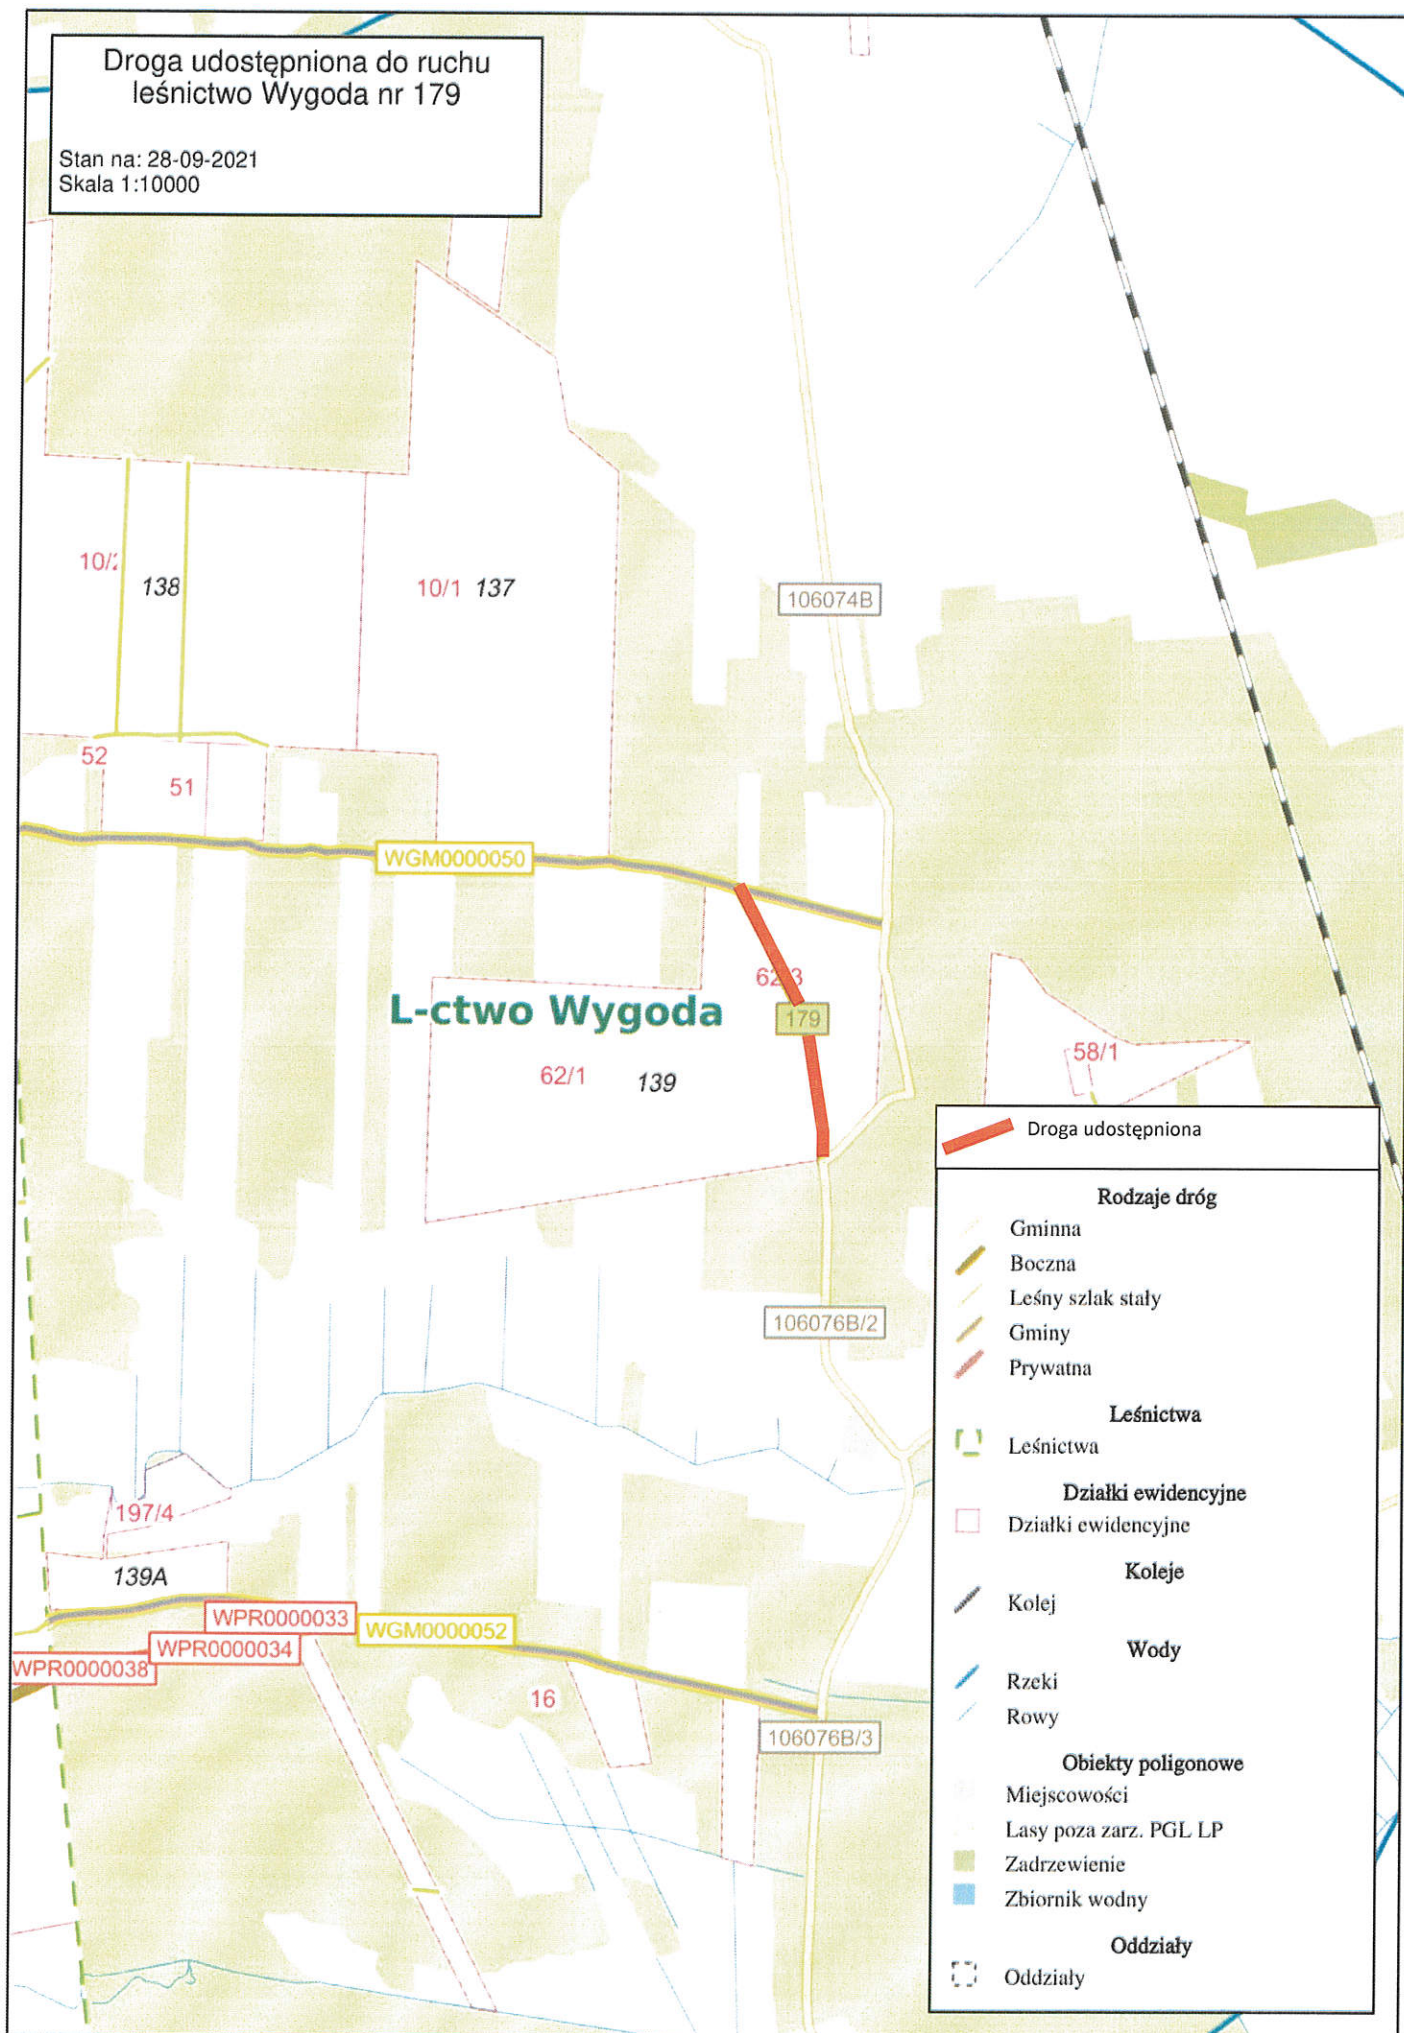 Droga udostępniona do ruchu
leśnictwo Wygoda nr 179
Stan na: 28-09-2021
Skala 1:10000
10/2
138
10/1
137
106074B
52
51
WGM0000050
62/3
L-ctwo Wygoda
179
62/1
139
58/1
106076B/2
197/4
139A
WPR0000033
WGM0000052
WPR0000034
WPR0000038
16
106076B/3
Droga udostępniona
Rodzaje dróg
Gminna
Boczna
Leśny szlak stały
Gminy
Prywatna
Leśnictwa
Leśnictwa
Działki ewidencyjne
Działki ewidencyjne
Koleje
Kolej
Wody
Rzeki
Rowy
Obiekty poligonowe
Miejscowości
Lasy poza zarz. PGL LP
Zadrzewienie
Zbiornik wodny
Oddziały
Oddziały